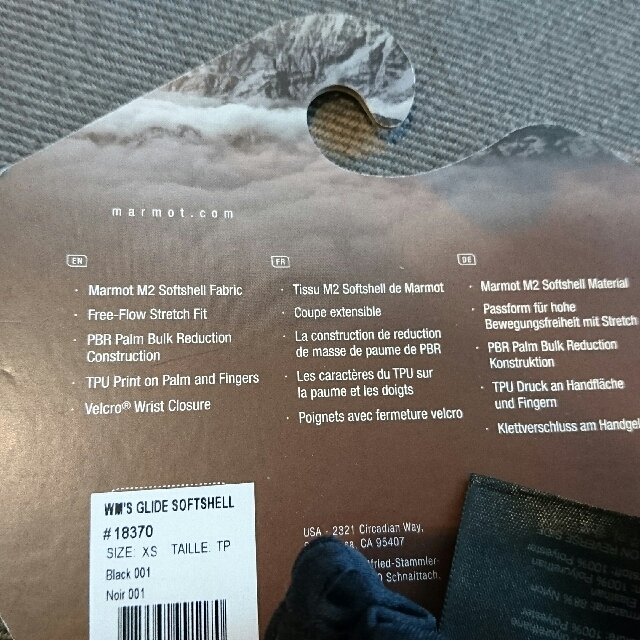 marmot.com
EN
· Marmot M2 Softshell Fabric
· Free-Flow Stretch Fit
· PBR Palm Bulk Reduction
Construction
· TPU Print on Palm and Fingers
· Velcro® Wrist Closure
FR
· Tissu M2 Softshell de Marmot
· Coupe extensible
· La construction de reduction
de masse de paume de PBR
· Les caractères du TPU sur
la paume et les doigts
· Poignets avec fermeture velcro
DE
· Marmot M2 Softshell Material
· Passform für hohe
Bewegungsfreiheit mit Stretch
· PBR Palm Bulk Reduction
Konstruktion
· TPU Druck an Handfläche
und Fingern
· Klettverschluss am Handgel
WM'S GLIDE SOFTSHELL
#18370
SIZE: XS TAILLE: TP
Black 001
Noir 001
USA - 2321 Circadian Way,
CA 95407
lfried-Stammler-
Schnaittach.